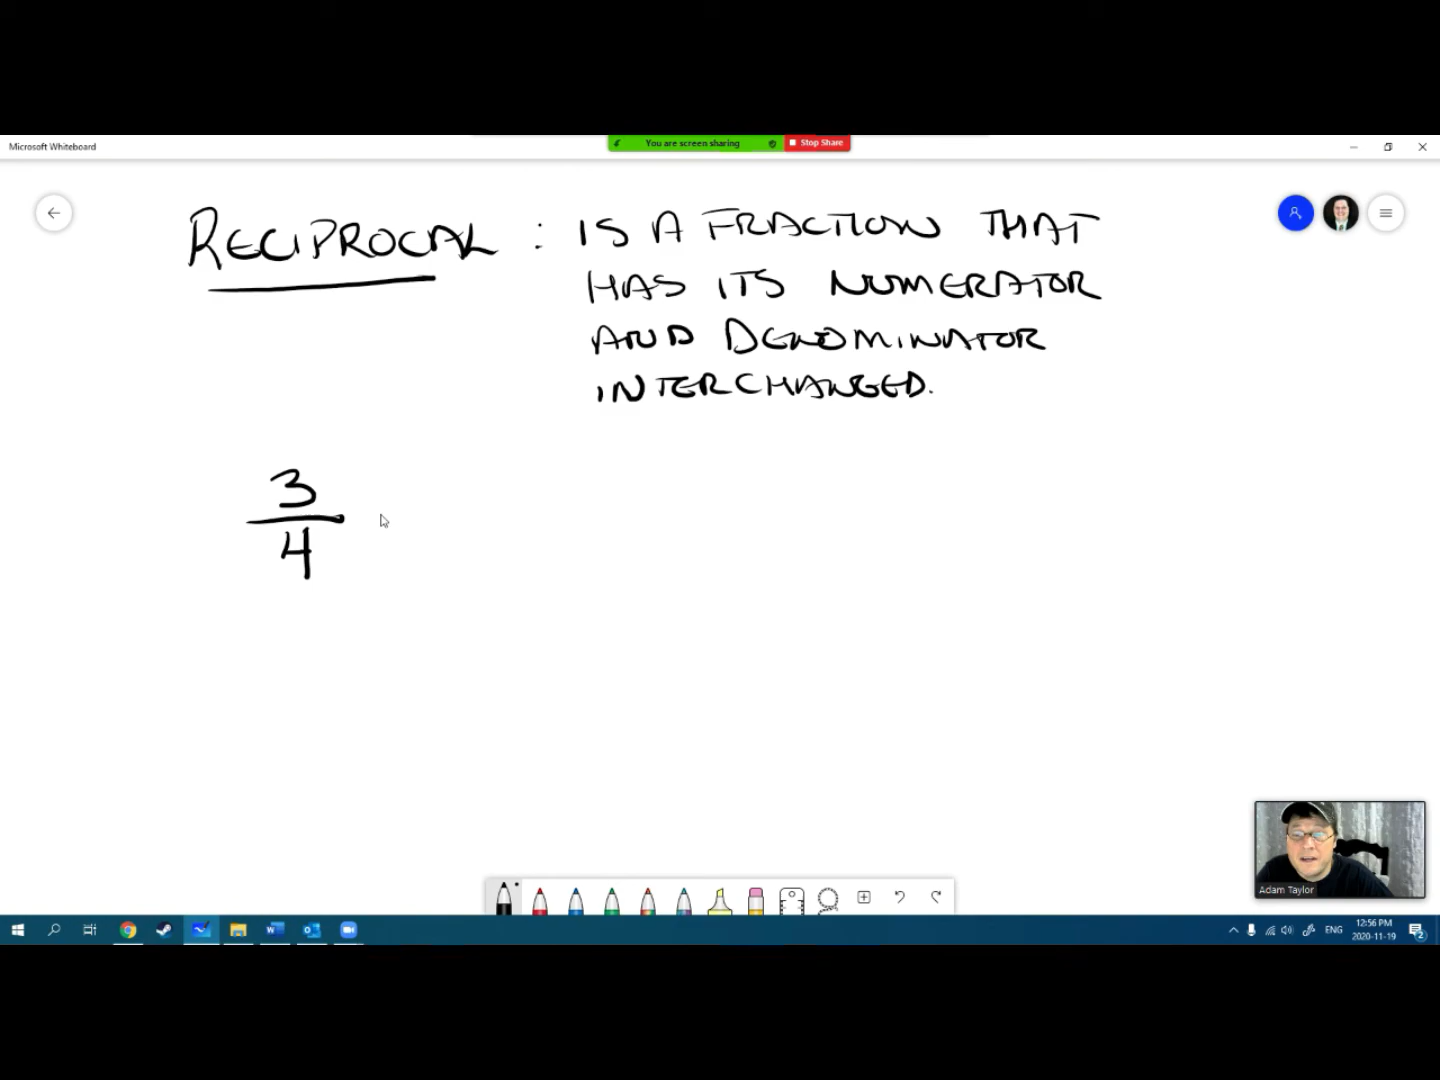 Microsoft Whiteboard
You are screen sharing
Stop Share
RECIPROCAL : IS A FRACTION THAT
HAS ITS NUMERATOR
AND DENOMINATOR
INTERCHANGED.
3
4
Adam Taylor
ENG
12:56 PM
2020-11-19
2